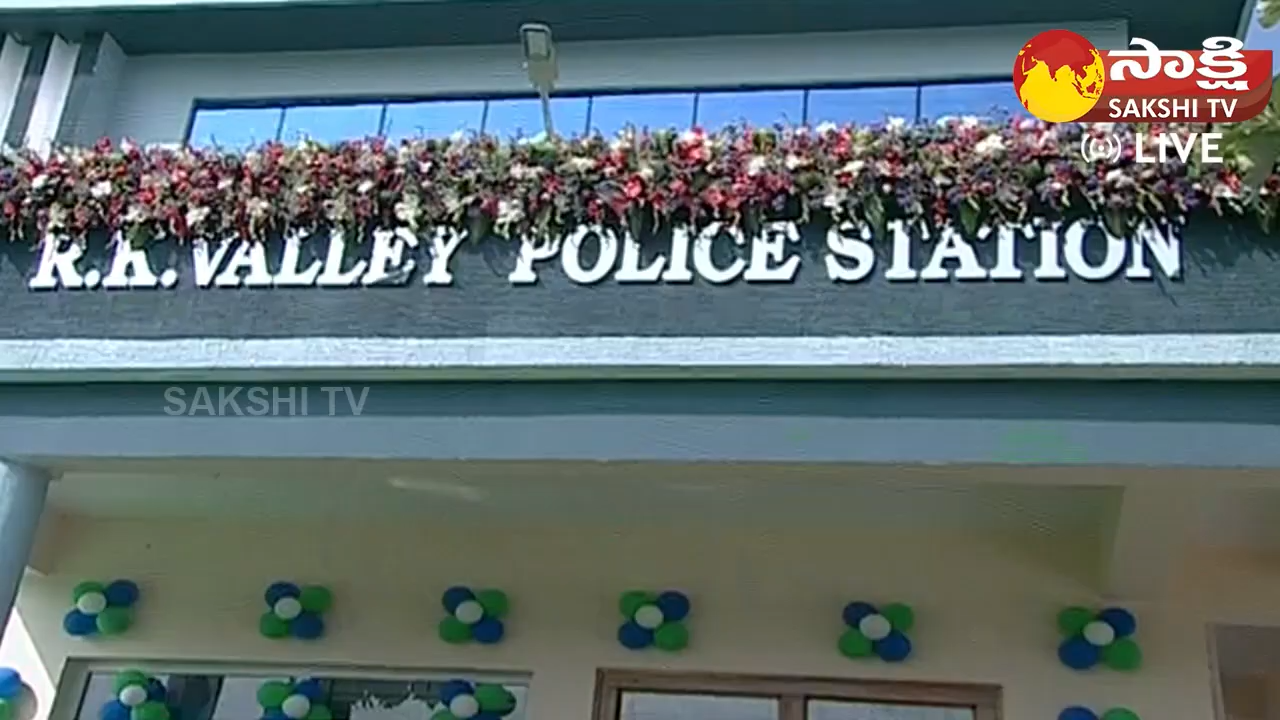 సాక్షి
SAKSHI TV
LIVE
R.K.VALLEY POLICE STATION
SAKSHI TV